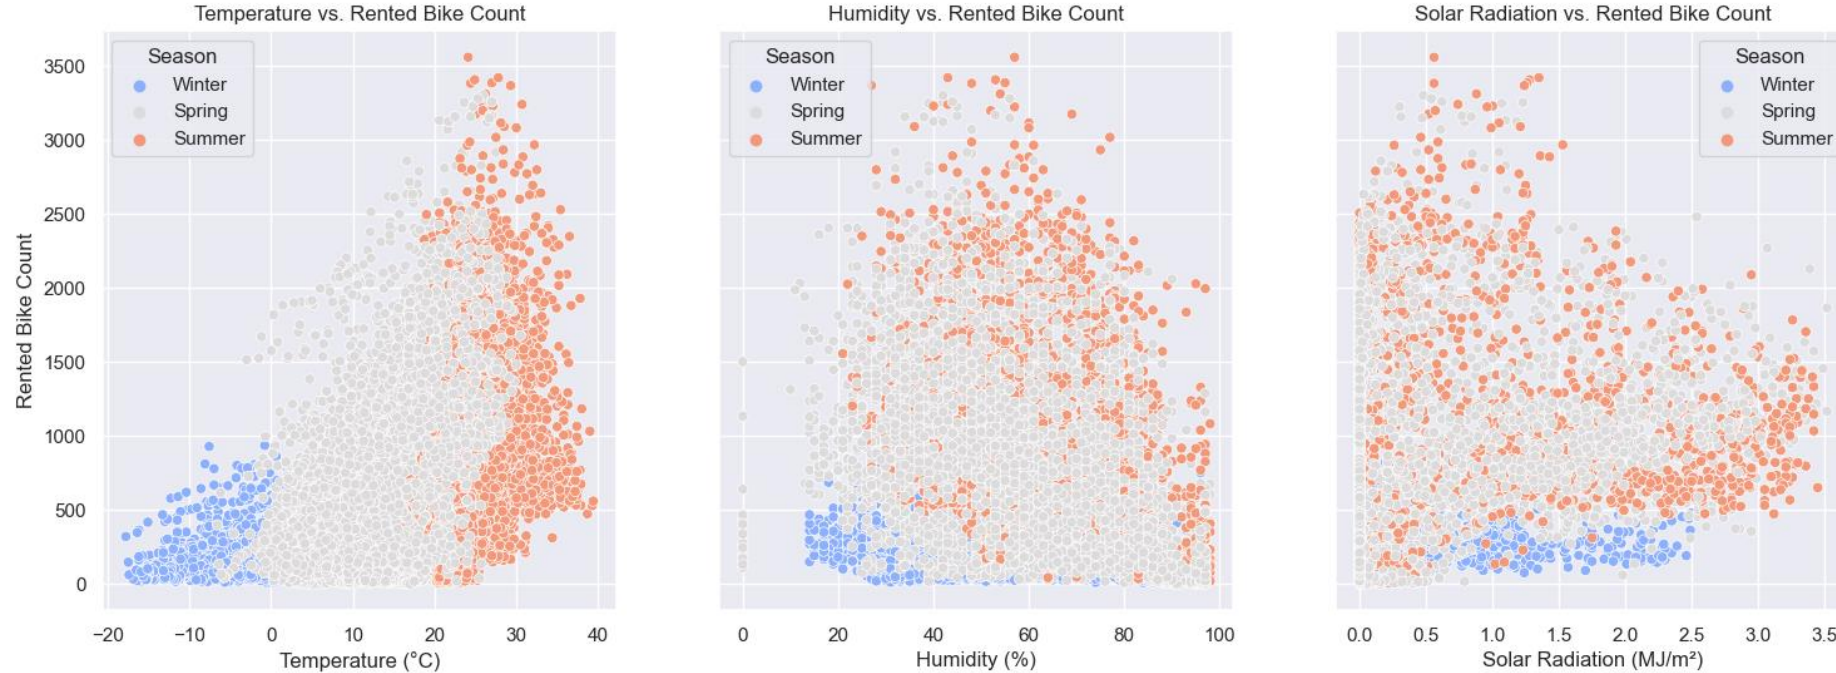 Temperature vs. Rented Bike Count
Season
Winter
Spring
Summer
3500
3000
2500
2000
1500
1000
500
0
Rented Bike Count
−20 −10 0 10 20 30 40
Temperature (°C)
Humidity vs. Rented Bike Count
Season
Winter
Spring
Summer
0 20 40 60 80 100
Humidity (%)
Solar Radiation vs. Rented Bike Count
Season
Winter
Spring
Summer
0.0 0.5 1.0 1.5 2.0 2.5 3.0 3.5
Solar Radiation (MJ/m²)